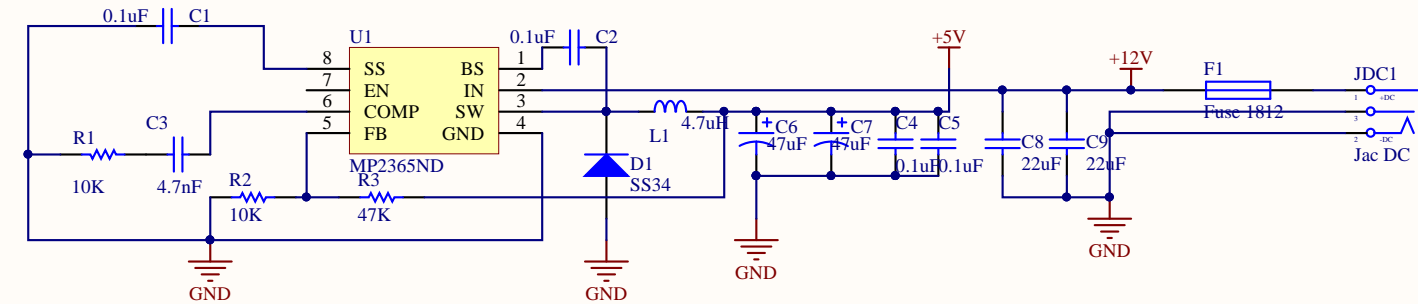 0.1uF C1
U1
8 SS BS 1
7 EN IN 2
6 COMP SW 3
5 FB GND 4
MP2365ND
0.1uF C2
R1
10K
C3
4.7nF
R2
10K
R3
47K
GND
L1 4.7uH
D1
SS34
GND
+5V
C6
47uF
C7
47uF
C4
0.1uF
C5
0.1uF
GND
+12V
C8
22uF
C9
22uF
GND
F1
Fuse 1812
JDC1
1 +DC
3
2 -DC
Jac DC